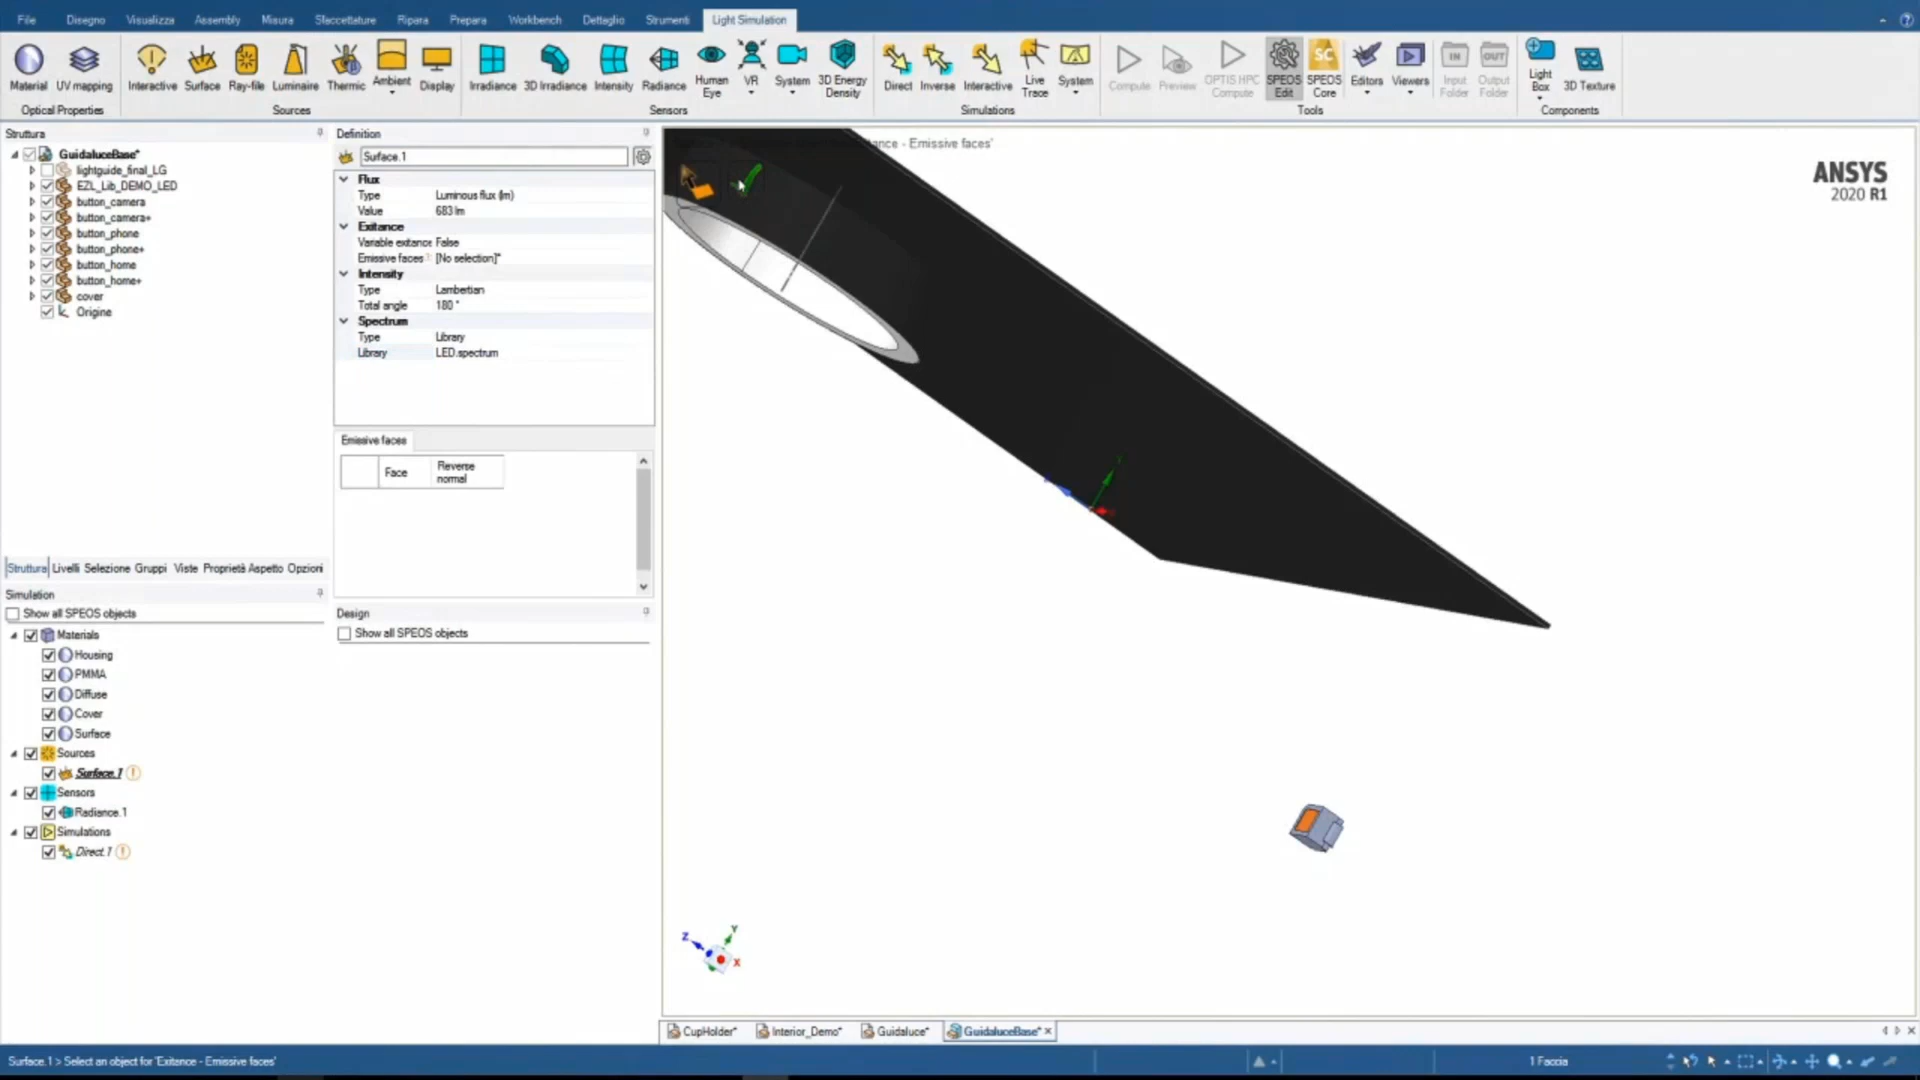 File Disegno Visualizza Assembly Misura Sfaccettature Ripara Prepara Workbench Dettaglio Strumenti Light Simulation
Material UV mapping Interactive Surface Ray-file Luminaire Thermic Ambient Display Irradiance 3D Irradiance Intensity Radiance Human Eye VR System 3D Energy Density Direct Inverse Interactive Live Trace System Compute Preview OPTIS HPC Compute SPEOS Edit SC SPEOS Core Editors Viewers IN Input Folder OUT Output Folder Light Box 3D Texture
Optical Properties Sources Sensors Simulations Tools Components
Struttura
GuidaluceBase*
lightguide_final_LG
EZL_Lib_DEMO_LED
button_camera
button_camera+
button_phone
button_phone+
button_home
button_home+
cover
Origine
Struttura Livelli Selezione Gruppi Viste Proprietà Aspetto Opzioni
Simulation
Show all SPEOS objects
Materials
Housing
PMMA
Diffuse
Cover
Surface
Sources
Surface.1
Sensors
Radiance.1
Simulations
Direct.1
Definition
Surface.1
Flux
Type Luminous flux (lm)
Value 683 lm
Exitance
Variable exitance False
Emissive faces [No selection]*
Intensity
Type Lambertian
Total angle 180 °
Spectrum
Type Library
Library LED.spectrum
Emissive faces
Face Reverse normal
Design
Show all SPEOS objects
ance - Emissive faces'
ANSYS
2020 R1
Y
Z Y X
CupHolder* Interior_Demo* Guidaluce* GuidaluceBase*
Surface.1 > Select an object for 'Exitance - Emissive faces' 1 Faccia